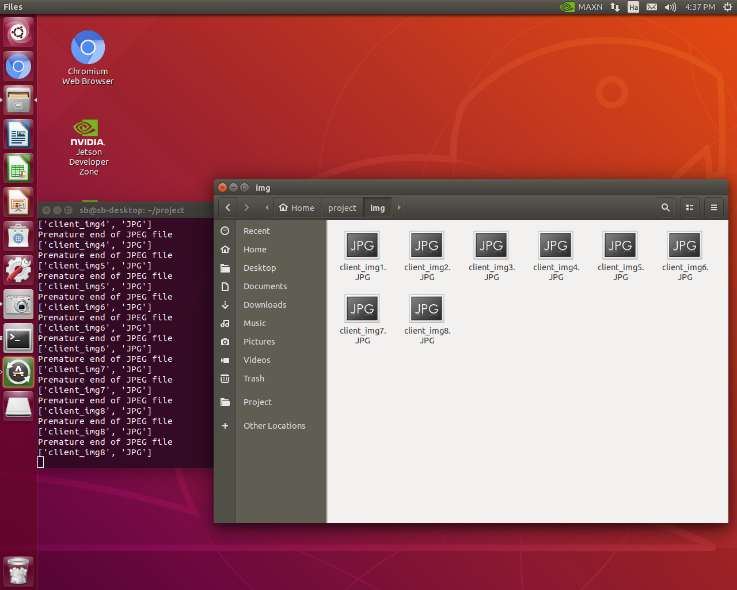 Files
MAXN
Ha
4:37 PM
Chromium
Web Browser
NVIDIA.
Jetson
Developer
Zone
sb@sb-desktop: ~/project
['client_img4', 'JPG']
Premature end of JPEG file
['client_img4', 'JPG']
Premature end of JPEG file
['client_img5', 'JPG']
Premature end of JPEG file
['client_img5', 'JPG']
Premature end of JPEG file
['client_img6', 'JPG']
Premature end of JPEG file
['client_img6', 'JPG']
Premature end of JPEG file
['client_img6', 'JPG']
Premature end of JPEG file
['client_img7', 'JPG']
Premature end of JPEG file
['client_img7', 'JPG']
Premature end of JPEG file
['client_img8', 'JPG']
Premature end of JPEG file
['client_img8', 'JPG']
Premature end of JPEG file
['client_img8', 'JPG']
img
Home
project
img
Recent
Home
Desktop
Documents
Downloads
Music
Pictures
Videos
Trash
Project
Other Locations
JPG
client_img1.
JPG
JPG
client_img2.
JPG
JPG
client_img3.
JPG
JPG
client_img4.
JPG
JPG
client_img5.
JPG
JPG
client_img6.
JPG
JPG
client_img7.
JPG
JPG
client_img8.
JPG